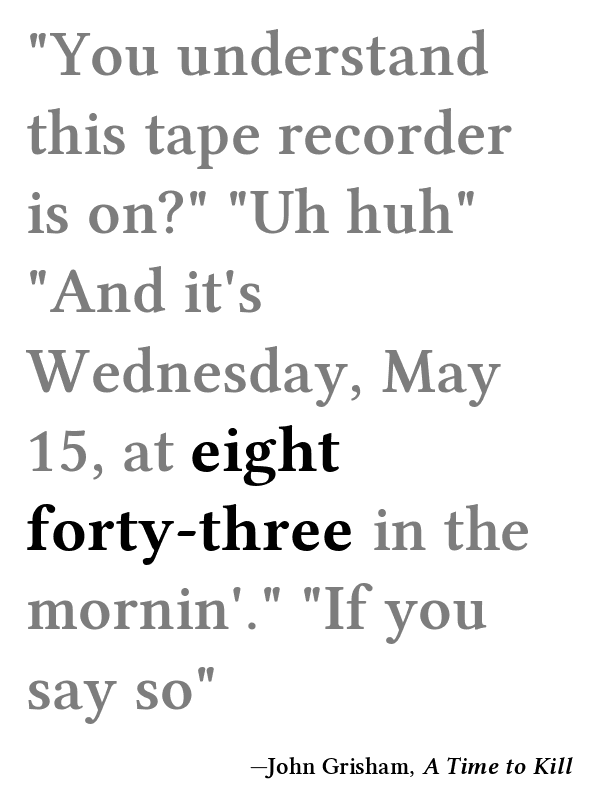 "You understand
this tape recorder
is on?" "Uh huh"
"And it's
Wednesday, May
15, at eight
forty-three in the
mornin'." "If you
say so"
—John Grisham, A Time to Kill